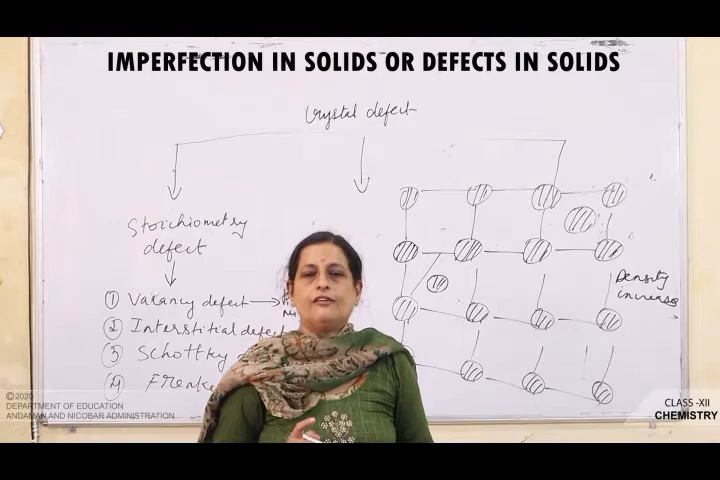 IMPERFECTION IN SOLIDS OR DEFECTS IN SOLIDS
Crystal defect
Stoichiometry
defect
① Vacancy defect
② Interstitial defect
③ Schottky
④ Frenke
Density
increases
©2020
DEPARTMENT OF EDUCATION
ANDAMAN AND NICOBAR ADMINISTRATION
CLASS -XII
CHEMISTRY